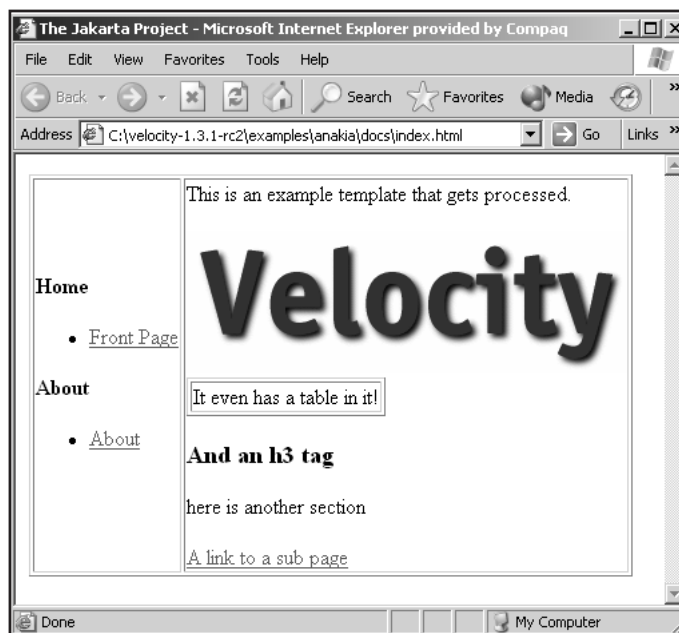 The Jakarta Project - Microsoft Internet Explorer provided by Compaq
File Edit View Favorites Tools Help
Back Search Favorites Media »
Address C:\velocity-1.3.1-rc2\examples\anakia\docs\index.html Go Links »
This is an example template that gets processed.
Velocity
Home
• Front Page
About
• About
It even has a table in it!
And an h3 tag
here is another section
A link to a sub page
Done My Computer